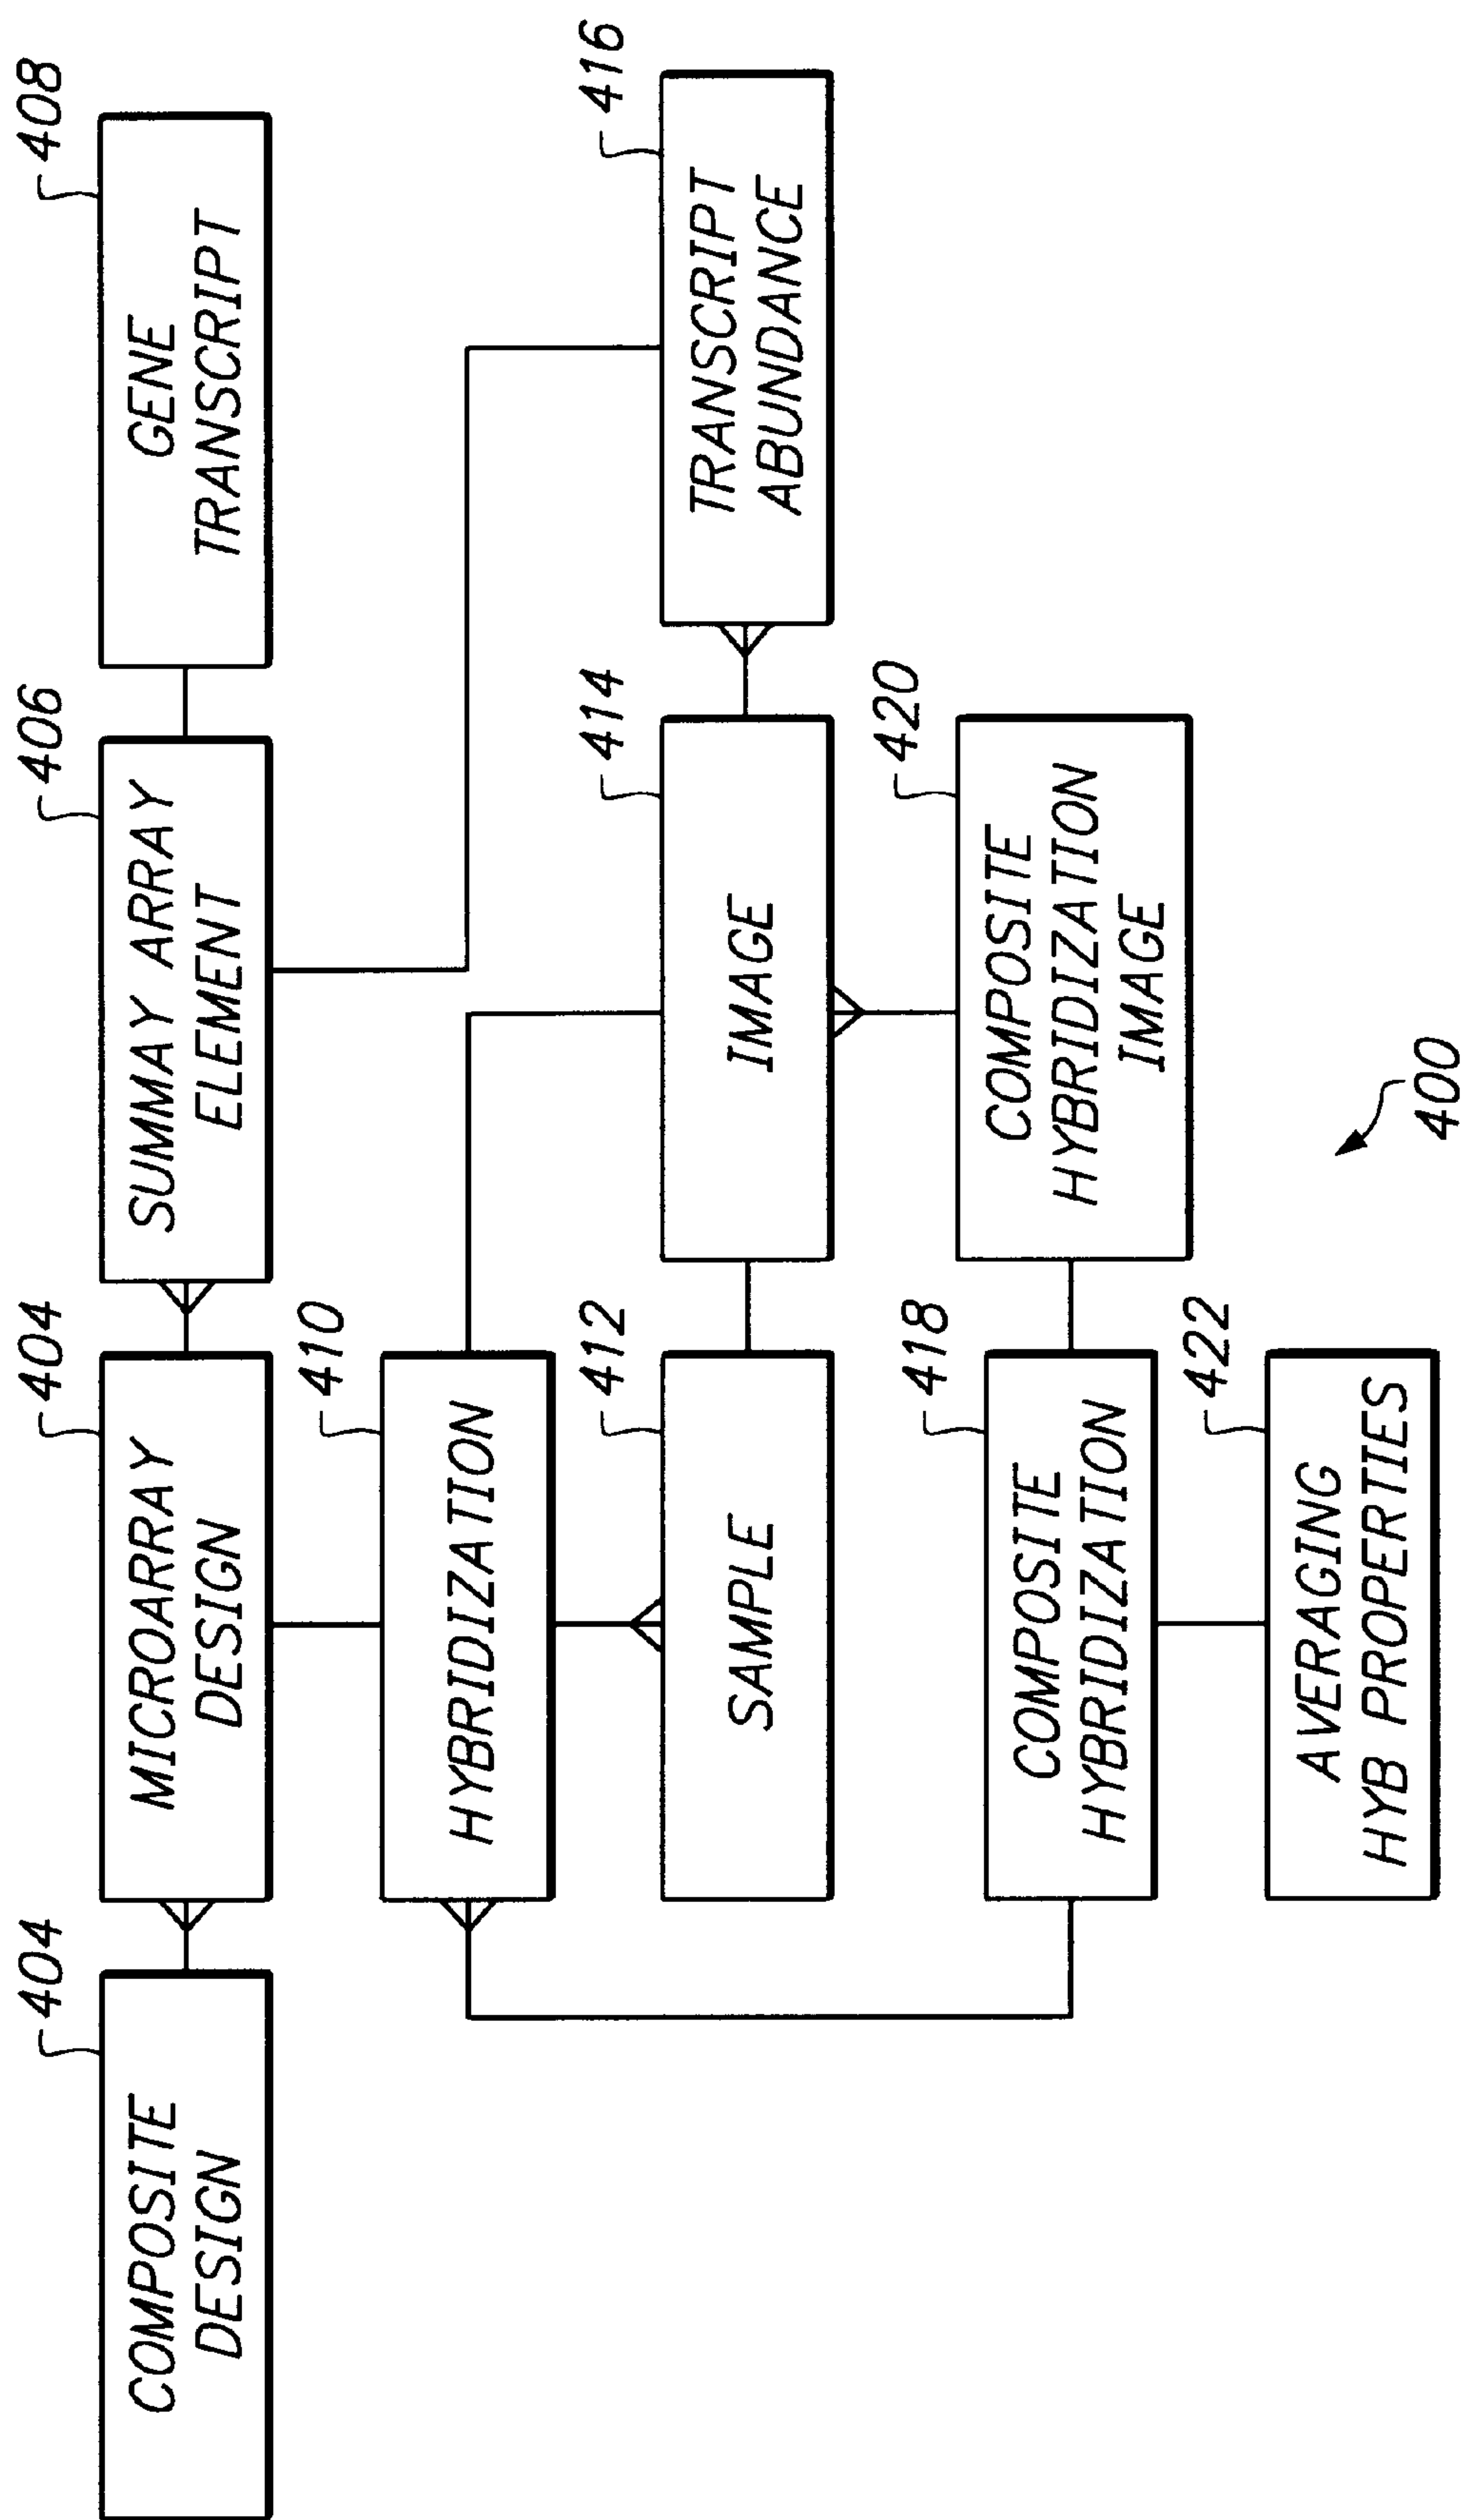 404
COMPOSITE
DESIGN
404
MICROARRAY
DESIGN
406
SUMMAY ARRAY
ELEMENT
408
GENE
TRANSCRIPT
410
HYBRIDIZATION
412
SAMPLE
414
IMAGE
416
TRANSCRIPT
ABUNDANCE
418
COMPOSITE
HYBRIDIZATION
420
COMPOSITE
HYBRIDIZATION
IMAGE
422
AVERAGING
HYB PROPERTIES
400